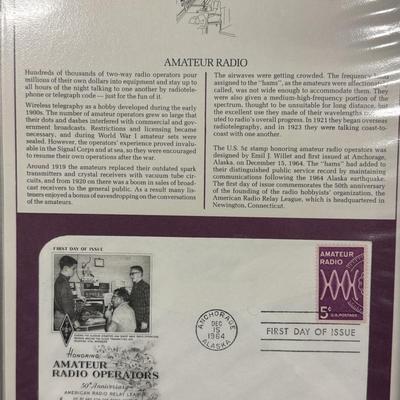 AMATEUR RADIO
Hundreds of thousands of two-way radio operators pour
millions of their own dollars into equipment and stay up to
all hours of the night talking to one another by radiotele-
phone or telegraph code — just for the fun of it.
Wireless telegraphy as a hobby developed during the early
1900s. The number of amateur operators grew so large that
their dots and dashes interfered with commercial and gov-
ernment broadcasts. Restrictions and licensing became
necessary, and during World War I amateur sets were
sealed. However, the operators' experience proved invalu-
able in the Signal Corps and at sea, so they were encouraged
to resume their own operations after the war.
Around 1919 the amateurs replaced their outdated spark
transmitters and crystal receivers with vacuum tube cir-
cuits, and from 1920 on there was a boom in sales of broad-
cast receivers to the general public. As a result many lis-
teners enjoyed a bonus of eavesdropping on the conversations
of amateurs.
The airwaves were getting crowded. The frequency band
assigned to the "hams", as the amateurs were affectionately
called, was not wide enough to accommodate them. They
were also given a medium-high-frequency portion of the
spectrum, thought to be unsuitable for long distance, but
the excellent use they made of their wavelengths contrib-
uted to radio's overall progress. In 1921 they began overseas
radiotelegraphy, and in 1923 they were talking coast-to-
coast with one another.
The U.S. 5¢ stamp honoring amateur radio operators was
designed by Emil J. Willett and first issued at Anchorage,
Alaska, on December 15, 1964. The "hams" had added to
their distinguished public service record by maintaining
communications following the 1964 Alaska earthquake.
The first day of issue commemorates the 50th anniversary
of the founding of the radio hobbyists' organization, the
American Radio Relay League, which is headquartered in
Newington, Connecticut.
FIRST DAY OF ISSUE
HONORING
AMATEUR
RADIO OPERATORS
50th Anniversary
AMERICAN RADIO RELAY LEAGUE
ANCHORAGE
DEC
15
1964
ALASKA
AMATEUR
RADIO
5¢
U.S. POSTAGE
FIRST DAY OF ISSUE